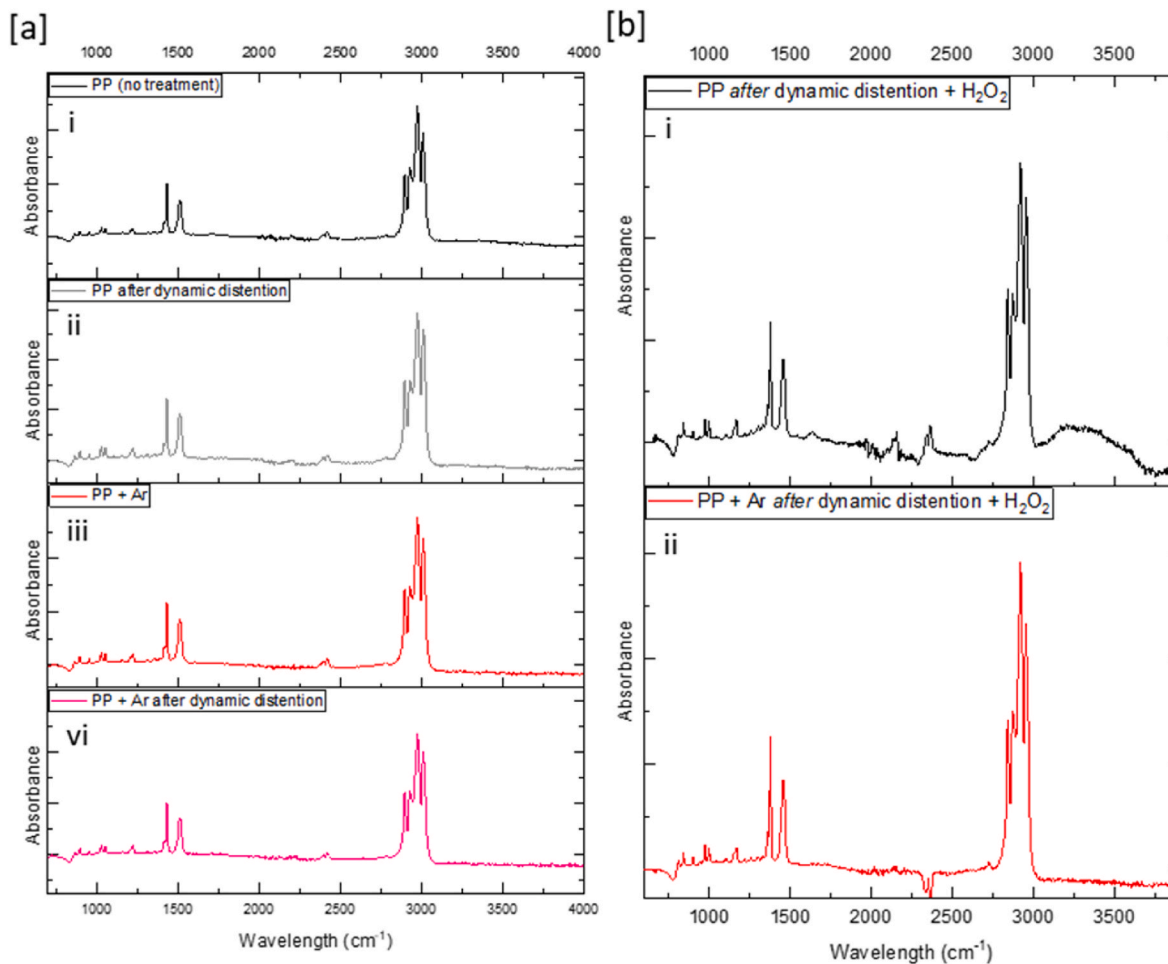 [a]
1000 1500 2000 2500 3000 3500 4000
PP (no treatment)
i
Absorbance
PP after dynamic distention
ii
Absorbance
PP + Ar
iii
Absorbance
PP + Ar after dynamic distention
vi
Absorbance
1000 1500 2000 2500 3000 3500 4000
Wavelength (cm⁻¹)
[b]
1000 1500 2000 2500 3000 3500
PP after dynamic distention + H₂O₂
i
Absorbance
PP + Ar after dynamic distention + H₂O₂
ii
Absorbance
1000 1500 2000 2500 3000 3500
Wavelength (cm⁻¹)